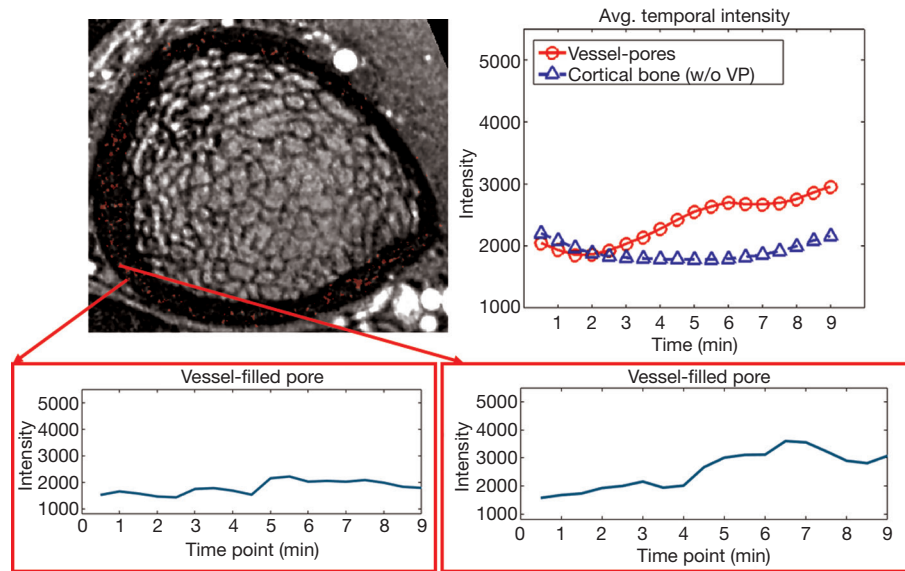 Avg. temporal intensity
5000
4000
3000
2000
1000
Intensity
Vessel-pores
Cortical bone (w/o VP)
1 2 3 4 5 6 7 8 9
Time (min)
Vessel-filled pore
5000
4000
3000
2000
1000
Intensity
0 1 2 3 4 5 6 7 8 9
Time point (min)
Vessel-filled pore
5000
4000
3000
2000
1000
Intensity
0 1 2 3 4 5 6 7 8 9
Time point (min)